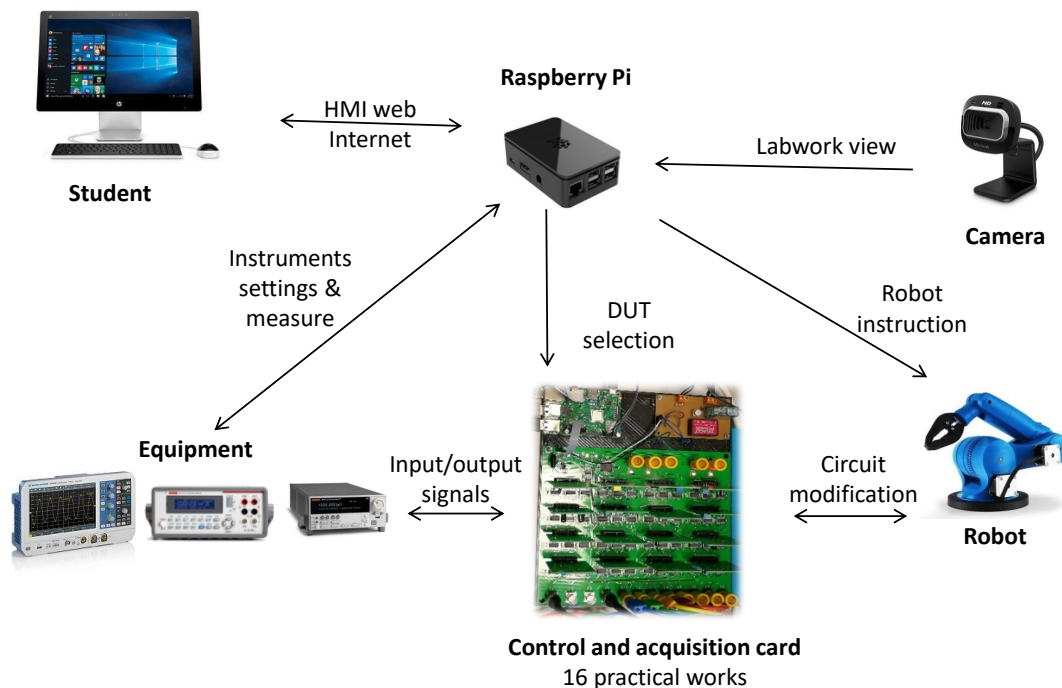 Raspberry Pi
HMI web
Internet
HD
Labwork view
Student
Camera
Instruments
settings &
measure
DUT
selection
Robot
instruction
Equipment
Input/output
signals
Circuit
modification
Robot
Control and acquisition card
16 practical works